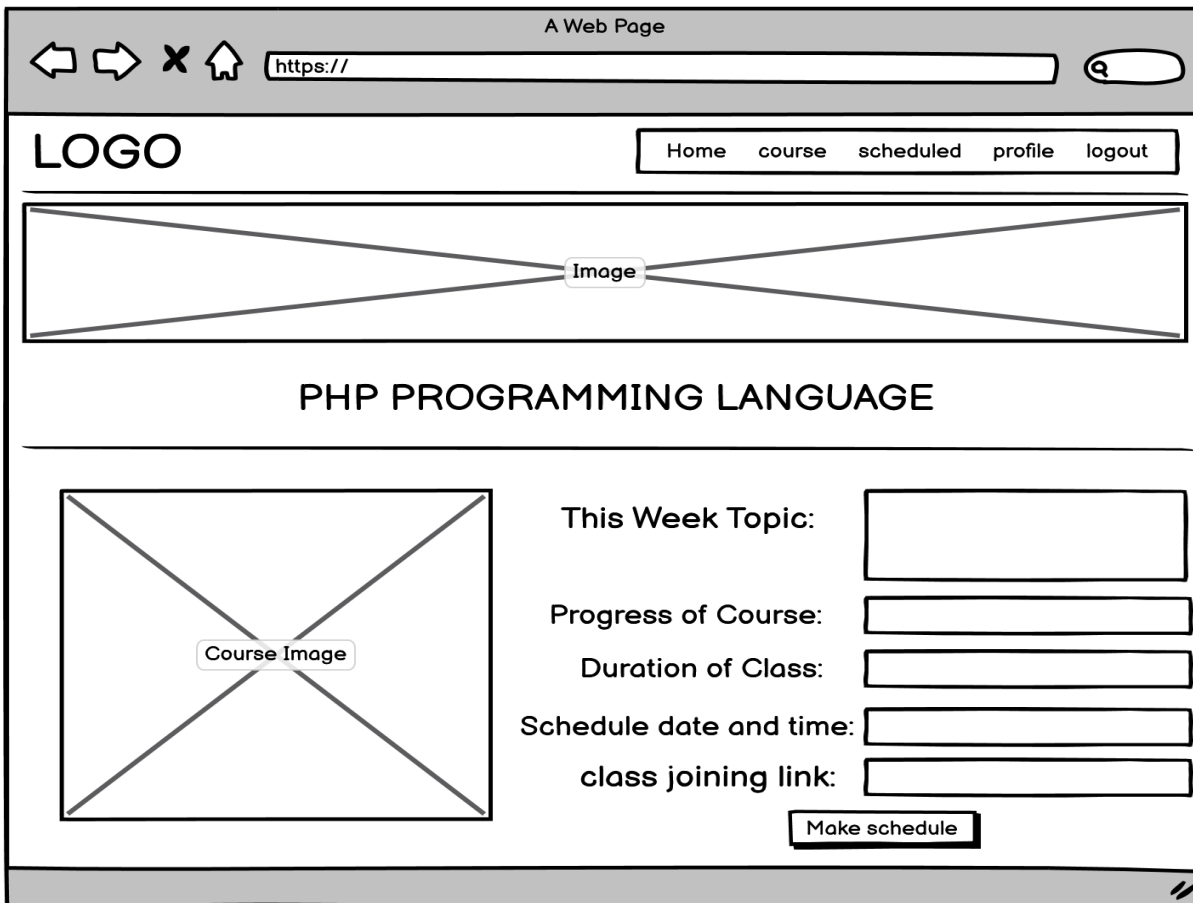 A Web Page
https://
LOGO
Home course scheduled profile logout
Image
PHP PROGRAMMING LANGUAGE
This Week Topic:
Course Image
Progress of Course:
Duration of Class:
Schedule date and time:
class joining link:
Make schedule